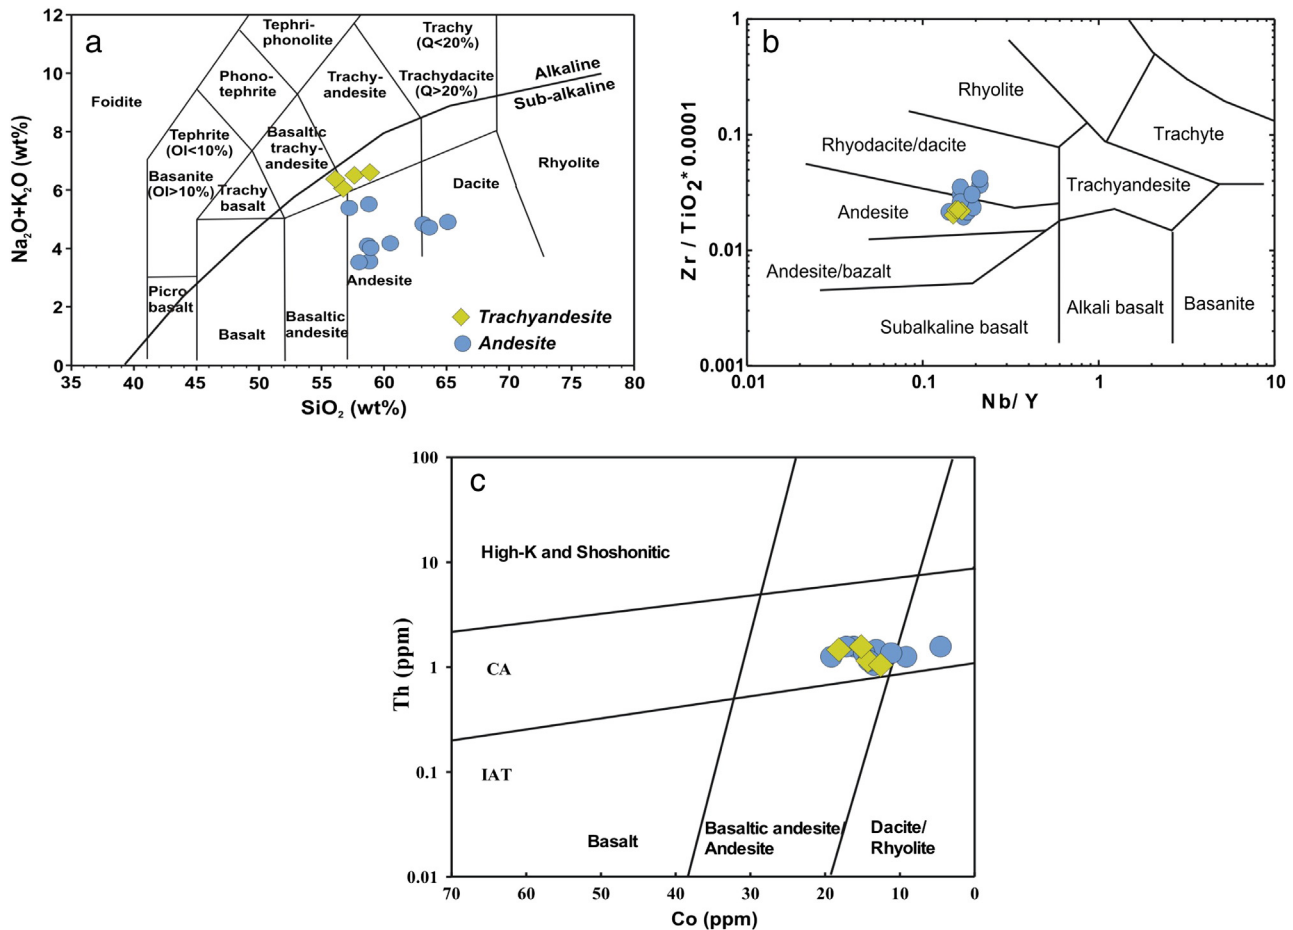 a
12
10
8
6
4
2
0
Na₂O+K₂O (wt%)
35
40
45
50
55
60
65
70
75
80
SiO₂ (wt%)
Foidite
Tephri-
phonolite
Phono-
tephrite
Tephrite
(Ol<10%)
Basanite
(Ol>10%)
Trachy
basalt
Basaltic
trachy-
andesite
Trachy-
andesite
Trachy
(Q<20%)
Trachydacite
(Q>20%)
Alkaline
Sub-alkaline
Rhyolite
Dacite
Andesite
Basaltic
andesite
Basalt
Picro
basalt
Trachyandesite
Andesite
b
1
0.1
0.01
0.001
Zr / TiO₂* 0.0001
0.01
0.1
1
10
Nb/ Y
Rhyolite
Rhyodacite/dacite
Andesite
Andesite/bazalt
Subalkaline basalt
Trachyte
Trachyandesite
Alkali basalt
Basanite
c
100
10
1
0.1
0.01
Th (ppm)
70
60
50
40
30
20
10
0
Co (ppm)
High-K and Shoshonitic
CA
IAT
Basalt
Basaltic andesite/
Andesite
Dacite/
Rhyolite